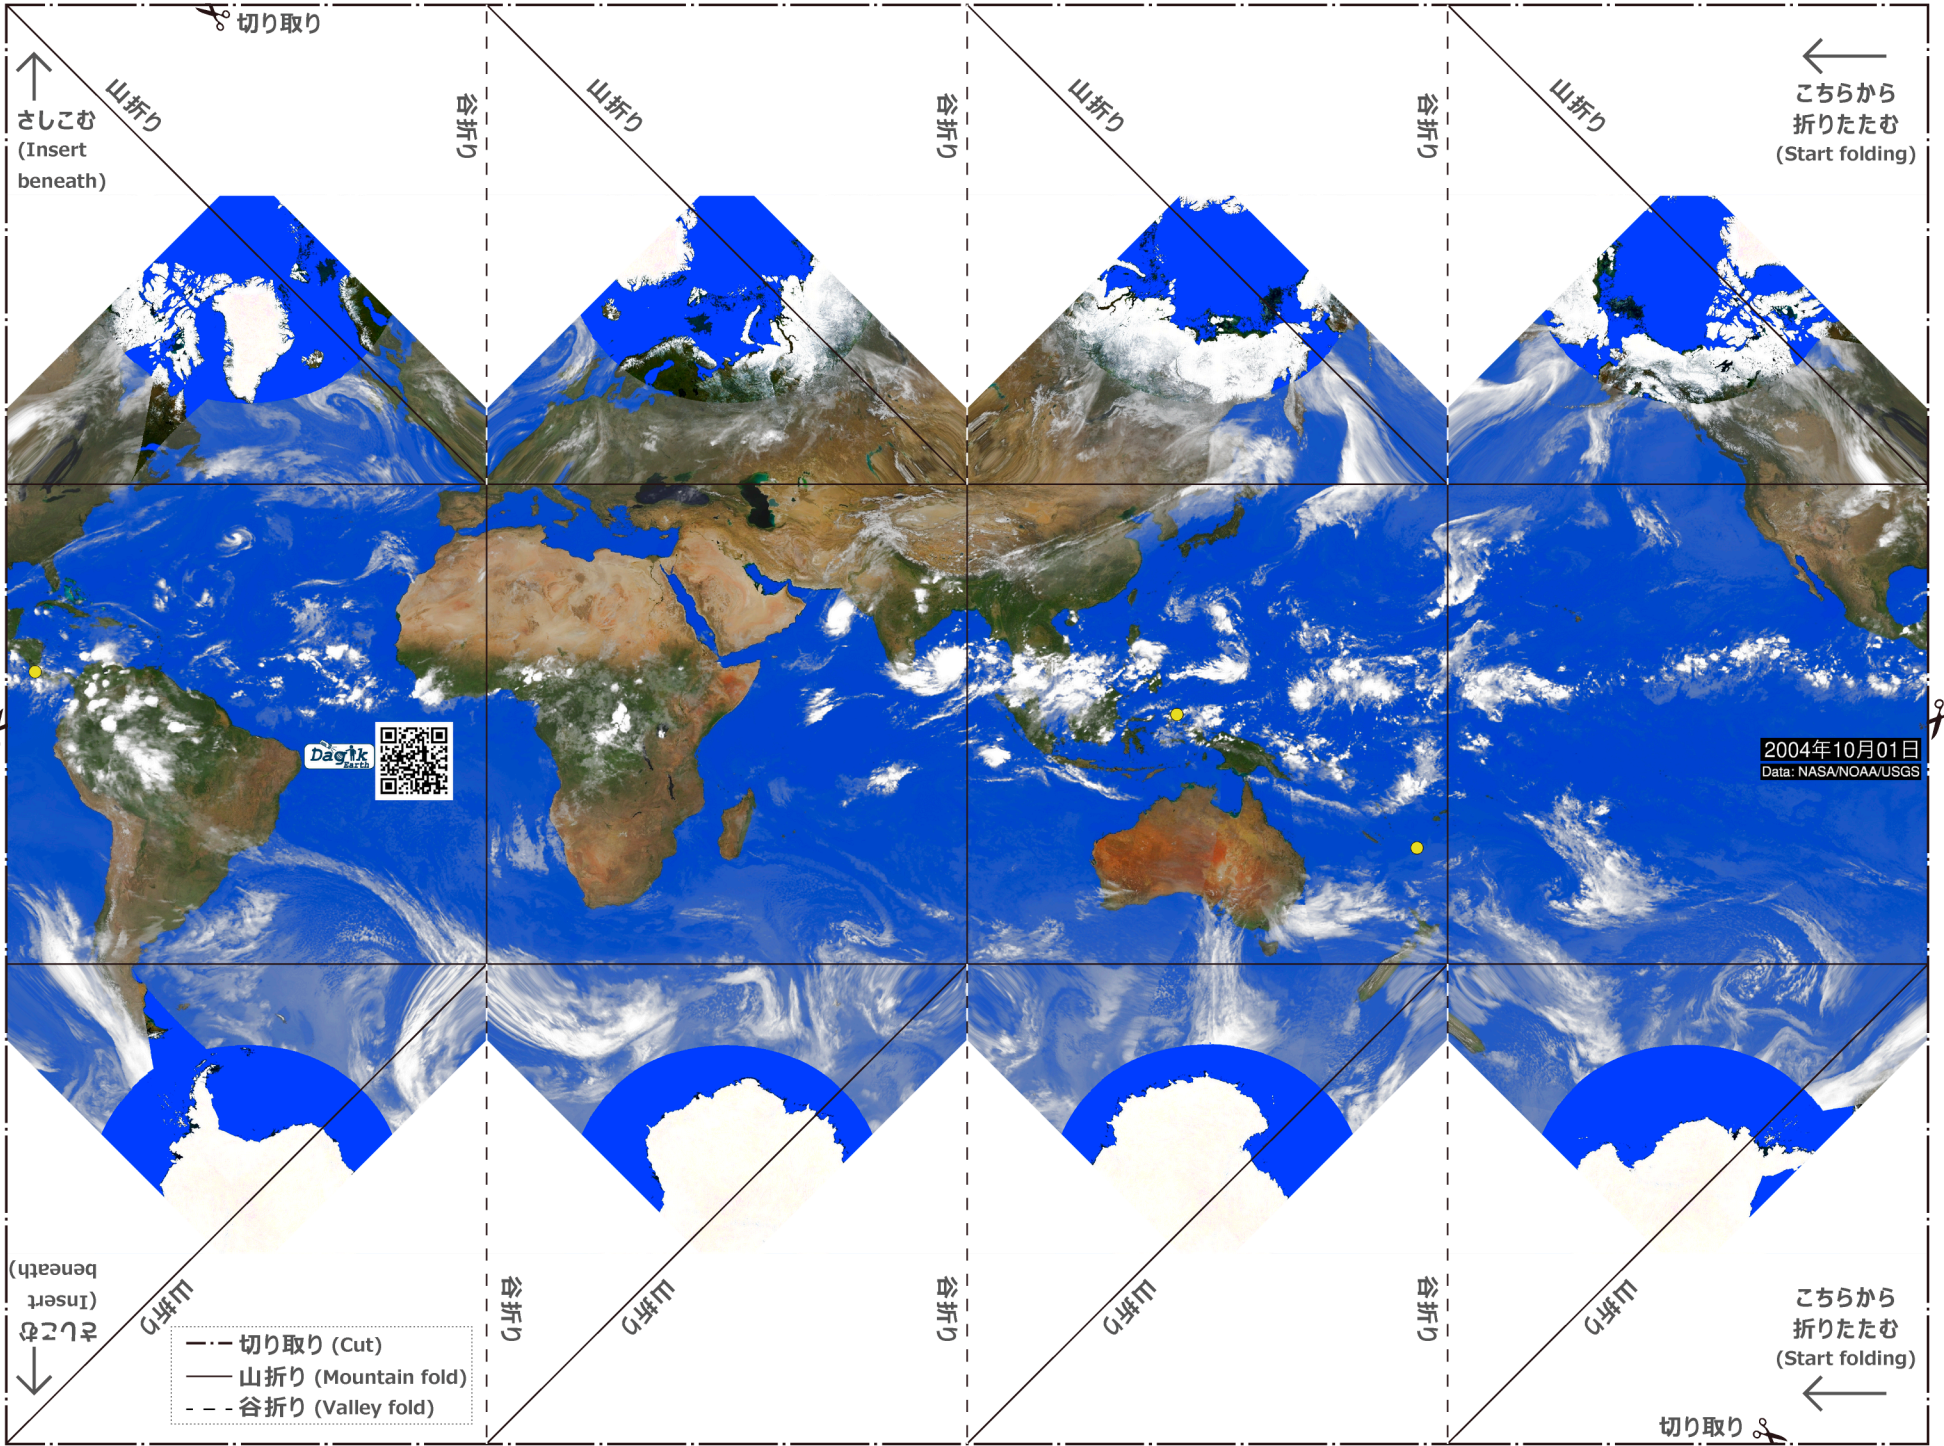 切り取り
山折り
谷折り
山折り
谷折り
山折り
谷折り
山折り
さしこむ
(Insert
beneath)
こちらから
折りたたむ
(Start folding)
Dagik
Earth
2004年10月01日
Data: NASA/NOAA/USGS
さしこむ
(Insert
beneath)
山折り
谷折り
山折り
谷折り
山折り
谷折り
山折り
切り取り (Cut)
山折り (Mountain fold)
谷折り (Valley fold)
こちらから
折りたたむ
(Start folding)
切り取り